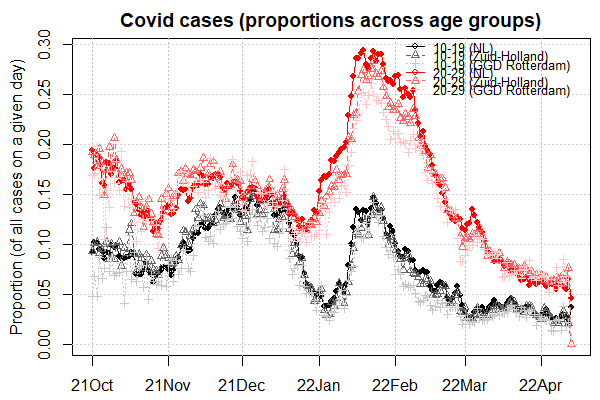 Covid cases (proportions across age groups)
Proportion (of all cases on a given day)
0.30
0.25
0.20
0.15
0.10
0.05
0.00
10-19 (NL)
10-19 (Zuid-Holland)
10-19 (GGD Rotterdam)
20-29 (NL)
20-29 (Zuid-Holland)
20-29 (GGD Rotterdam)
21Oct 21Nov 21Dec 22Jan 22Feb 22Mar 22Apr